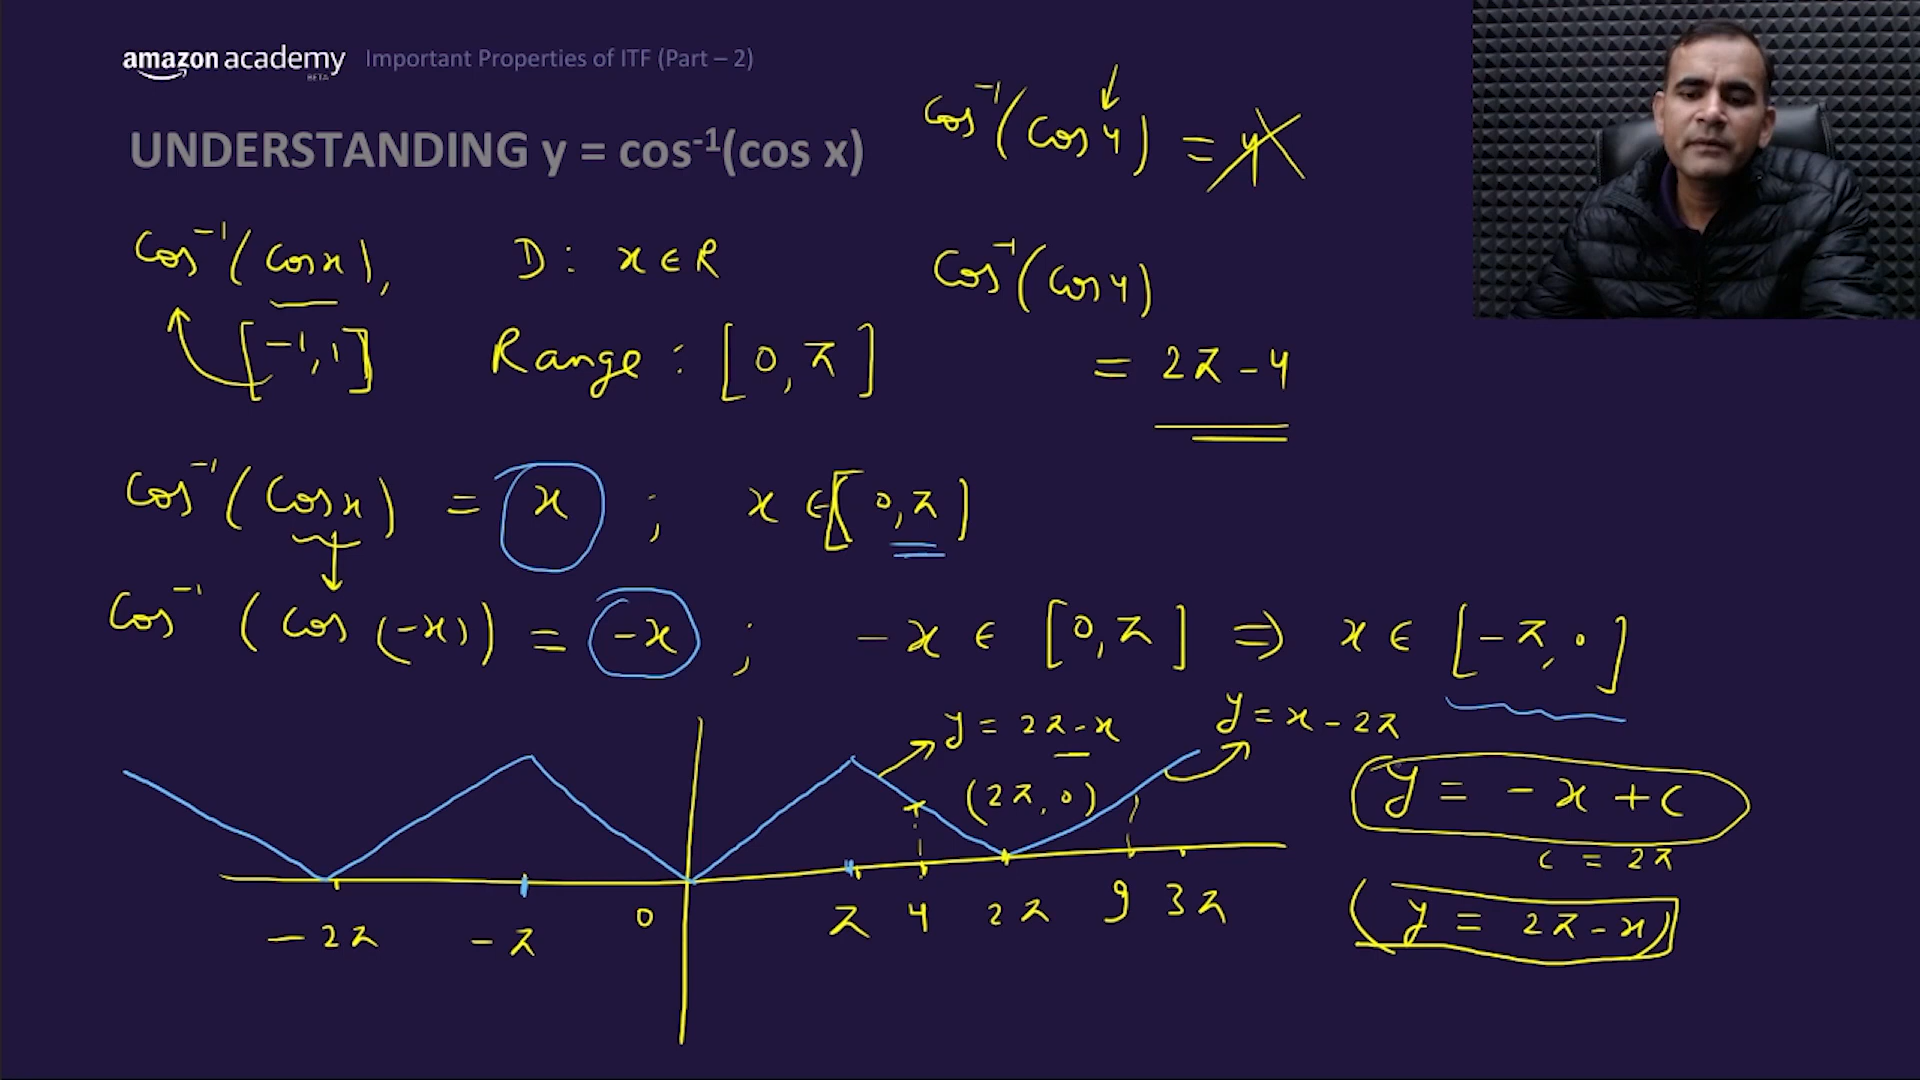 amazon academy
BETA
Important Properties of ITF (Part – 2)
UNDERSTANDING y = cos⁻¹(cos x)
cos⁻¹(cos 4) = 4
cos⁻¹(cos x),  D : x ∈ R
[-1,1]  Range : [0, π]
cos⁻¹(cos 4)
= 2π - 4
cos⁻¹(cos x) = x ; x ∈ [0, π]
cos⁻¹(cos (-x)) = -x ; -x ∈ [0, π] ⇒ x ∈ [-π, 0]
y = 2π - x
y = x - 2π
(2π, 0)
y = -x + c
c = 2π
y = 2π - x
-2π  -π  0  π  4  2π  9  3π